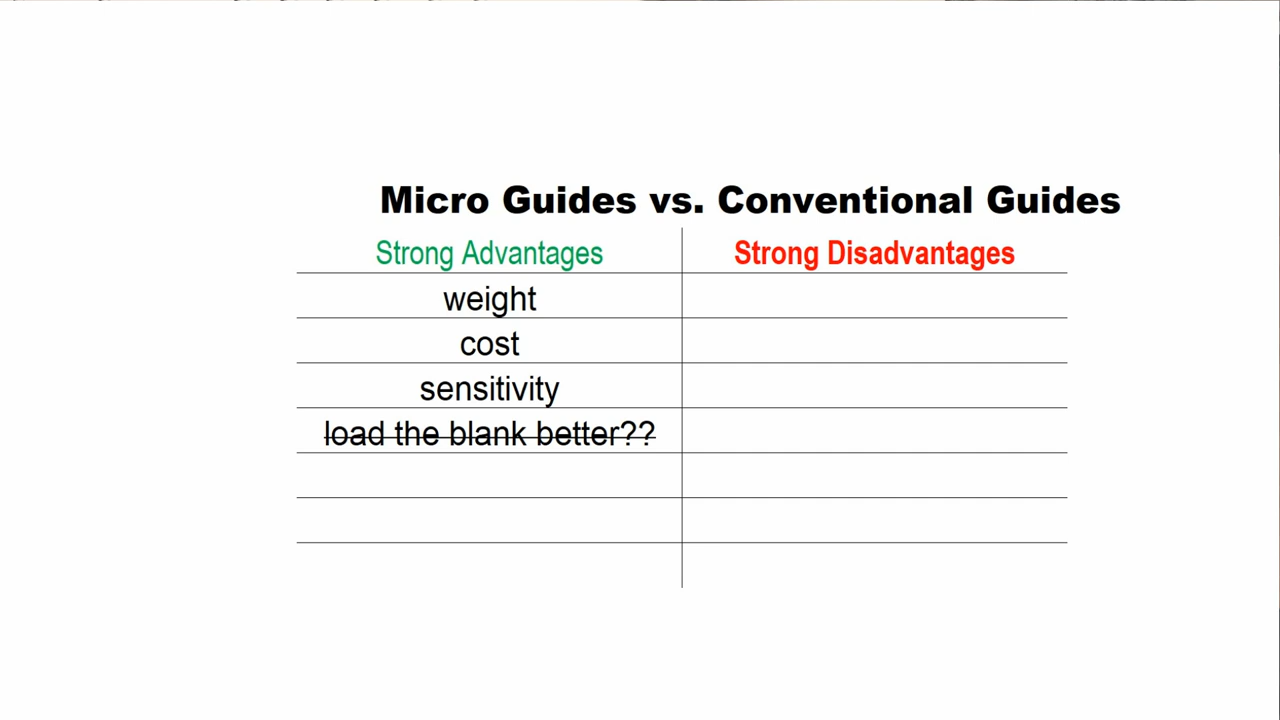 Micro Guides vs. Conventional Guides
Strong Advantages Strong Disadvantages
weight
cost
sensitivity
load the blank better??